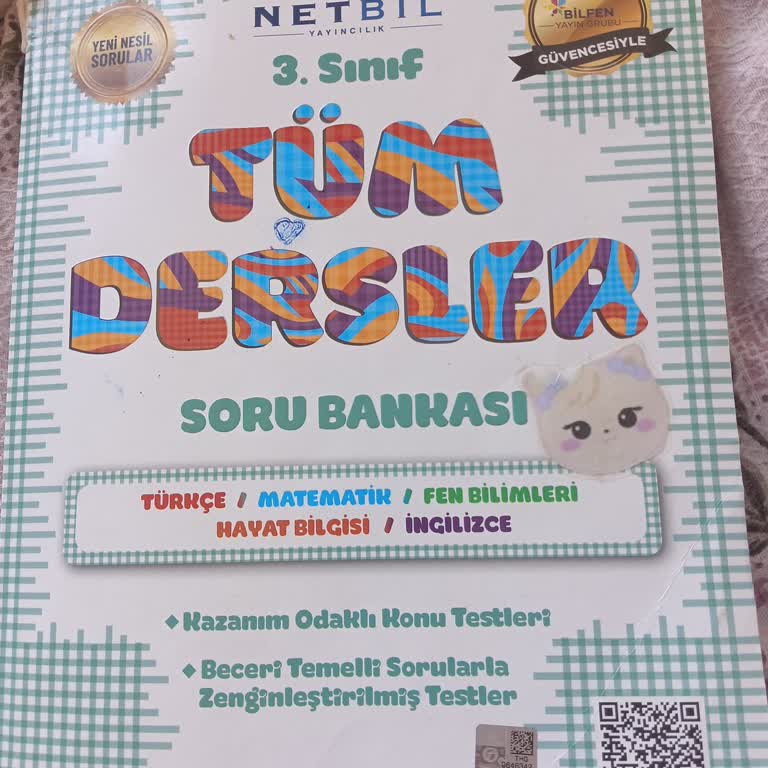 NETBİL
YAYINCILIK
YENİ NESİL
SORULAR
BİLFEN
YAYIN GRUBU
GÜVENCESİYLE
3. Sınıf
TÜM
DERSLER
SORU BANKASI
TÜRKÇE / MATEMATİK / FEN BİLİMLERİ
HAYAT BİLGİSİ / İNGİLİZCE
Kazanım Odaklı Konu Testleri
Beceri Temelli Sorularla
Zenginleştirilmiş Testler